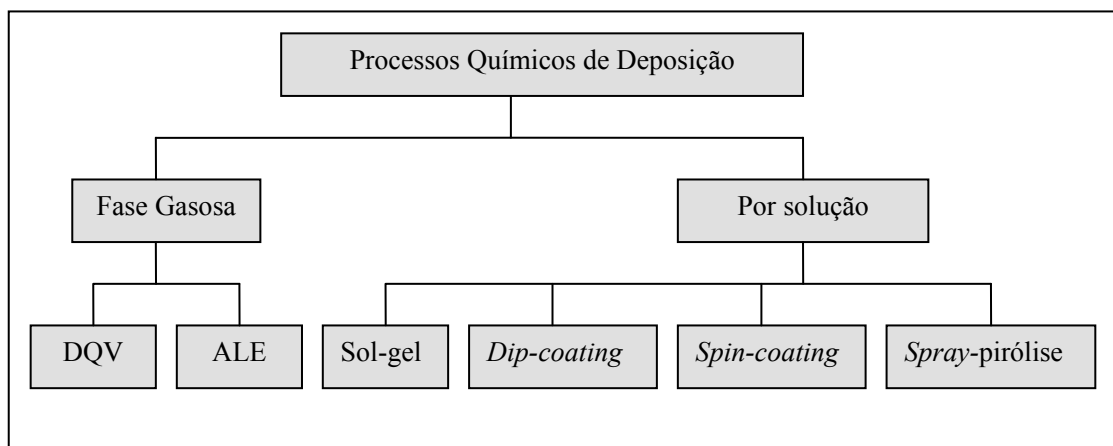 Processos Químicos de Deposição
Fase Gasosa
Por solução
DQV
ALE
Sol-gel
Dip-coating
Spin-coating
Spray-pirólise